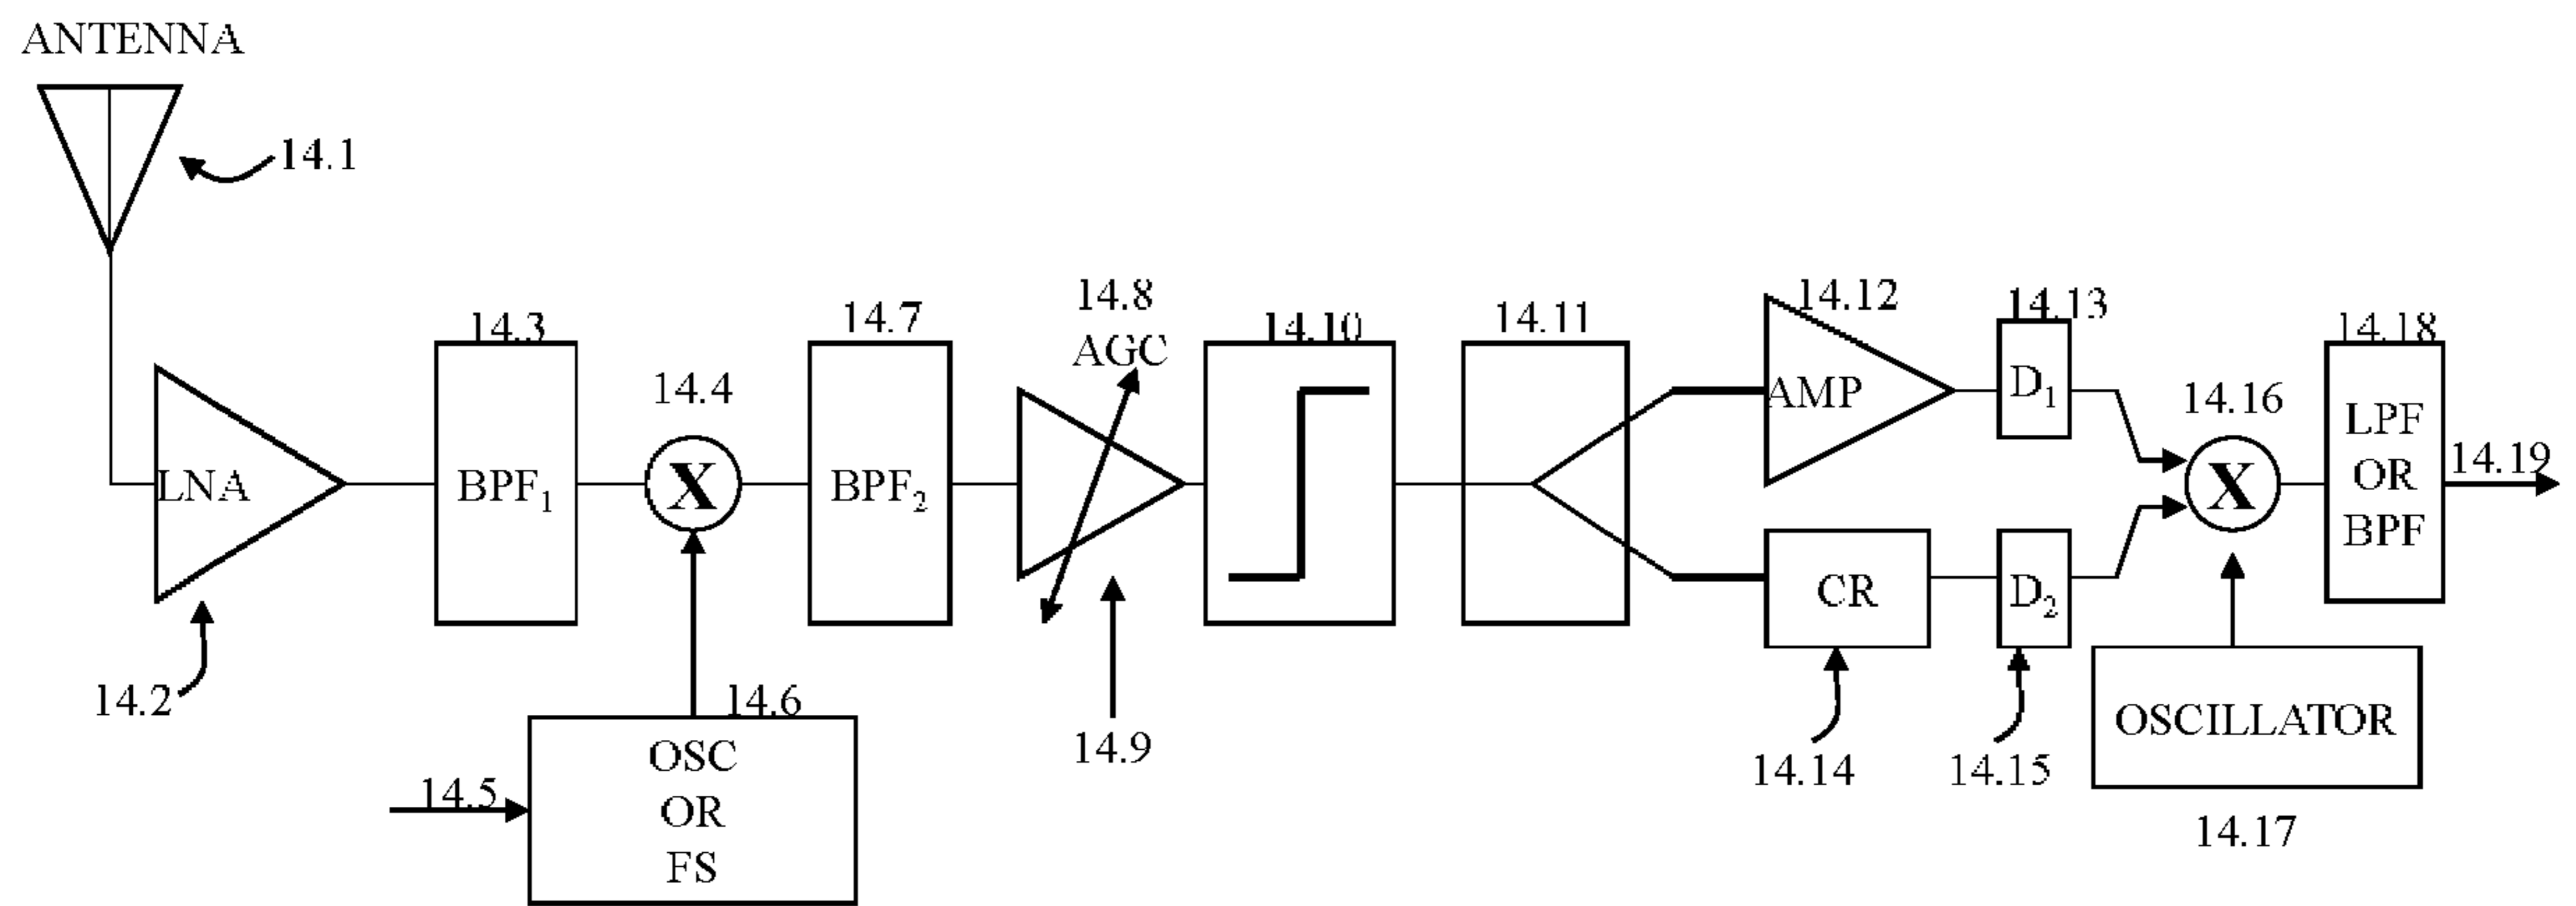 ANTENNA
14.1
14.8
14.12
14.13
14.3
14.7
14.10
14.11
14.18
AGC
14.4
14.16
AMP
D1
LNA
BPF1
X
BPF2
X
LPF
OR
BPF
14.19
CR
D2
14.2
14.6
OSC
OR
FS
14.5
14.9
14.14
14.15
OSCILLATOR
14.17